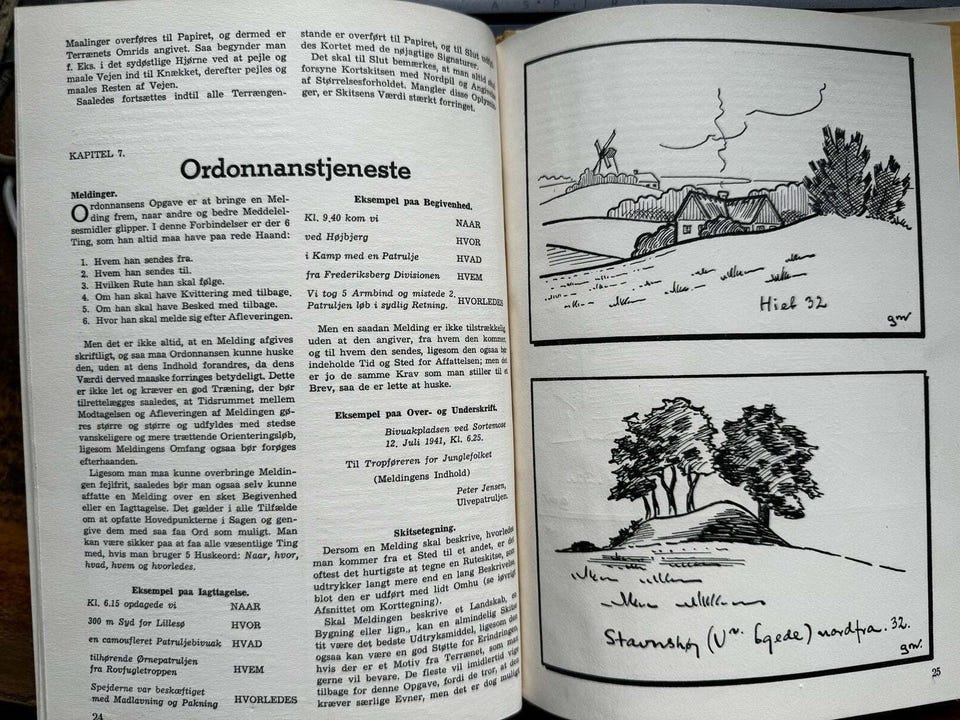 Maalinger overføres til Papiret, og dermed er
Terrænets Omrids angivet. Saa begynder man
f. Eks. i det sydøstlige Hjørne ved at pejle og
maale Vejen ind til Knækket, derefter pejles og
maales Resten af Vejen.
Saaledes fortsættes indtil alle Terrængen-
stande er overført til Papiret, og til Slut
des Kortet med de nøjagtige Signaturer.
Det skal til Slut bemærkes, at man altid skal
forsyne Kortskitsen med Nordpil og
af Størrelsesforholdet. Mangler disse
ger, er Skitsens Værdi stærkt forringet.
KAPITEL 7.
Ordonnanstjeneste
Meldinger.
Ordonnansens Opgave er at bringe en Mel-
ding frem, naar andre og bedre Meddelel-
sesmidler glipper. I denne Forbindelser er der 6
Ting, som han altid maa have paa rede Haand:
1. Hvem han sendes fra.
2. Hvem han sendes til.
3. Hvilken Rute han skal følge.
4. Om han skal have Kvittering med tilbage.
5. Om han skal have Besked med tilbage.
6. Hvor han skal melde sig efter Afleveringen.
Men det er ikke altid, at en Melding afgives
skriftligt, og saa maa Ordonnansen kunne huske
den, uden at dens Indhold forandres, da dens
Værdi derved maaske forringes betydeligt. Dette
er ikke let og kræver en god Træning, der bør
tilrettelægges saaledes, at Tidsrummet mellem
Modtagelsen og Afleveringen af Meldingen gø-
res større og større og udfyldes med stedse
vanskeligere og mere trættende Orienteringsløb,
ligesom Meldingens Omfang ogsaa bør forøges
efterhaanden.
Ligesom man maa kunne overbringe Meldin-
gen fejlfrit, saaledes bør man ogsaa selv kunne
affatte en Melding over en sket Begivenhed
eller en Iagttagelse. Det gælder i alle Tilfælde
om at opfatte Hovedpunkterne i Sagen og gen-
give dem med saa faa Ord som muligt. Man
kan være sikker paa at faa alle væsentlige Ting
med, hvis man bruger 5 Huskeord: Naar, hvor,
hvad, hvem og hvorledes.
Eksempel paa Iagttagelse.
Kl. 6.15 opdagede vi NAAR
300 m Syd for Lillesø HVOR
en camoufleret Patruljebivuak HVAD
tilhørende Ørnepatruljen
fra Rovfugletroppen HVEM
Spejderne var beskæftiget
med Madlavning og Pakning HVORLEDES
24
Eksempel paa Begivenhed.
Kl. 9,40 kom vi NAAR
ved Højbjerg HVOR
i Kamp med en Patrulje HVAD
fra Frederiksberg Divisionen HVEM
Vi tog 5 Armbind og mistede 2.
Patruljen løb i sydlig Retning. HVORLEDES
Men en saadan Melding er ikke tilstrækkelig,
uden at den angiver, fra hvem den kommer,
og til hvem den sendes, ligesom den ogsaa bør
indeholde Tid og Sted for Affattelsen; men det
er jo de samme Krav som man stiller til et
Brev, saa de er lette at huske.
Eksempel paa Over- og Underskrift.
Bivuakpladsen ved Sortemose
12. Juli 1941, Kl. 6.25.
Til Tropføreren for Junglefolket
(Meldingens Indhold)
Peter Jensen,
Ulvepatruljen.
Skitsetegning.
Dersom en Melding skal beskrive, hvorledes
man kommer fra et Sted til et andet, er det
oftest det hurtigste at tegne en Ruteskitse, som
udtrykker langt mere end en lang Beskrivelse,
blot den er udført med lidt Omhu (se iøvrigt
Afsnittet om Korttegning).
Skal Meldingen beskrive et Landskab, en
Bygning eller lign., kan en almindelig Skitse
være det bedste Udtryksmiddel, ligesom den
ogsaa kan være en god Støtte for Erindringen,
hvis der er et Motiv fra Terrænet, som man
gerne vil bevare. De fleste vil imidlertid vige
tilbage for denne Opgave, fordi de tror, at den
kræver særlige Evner, men det er dog muligt
Hief 32
gnv.
Stavnshøj (Vr. Egede) nordfra. 32.
gnv.
25